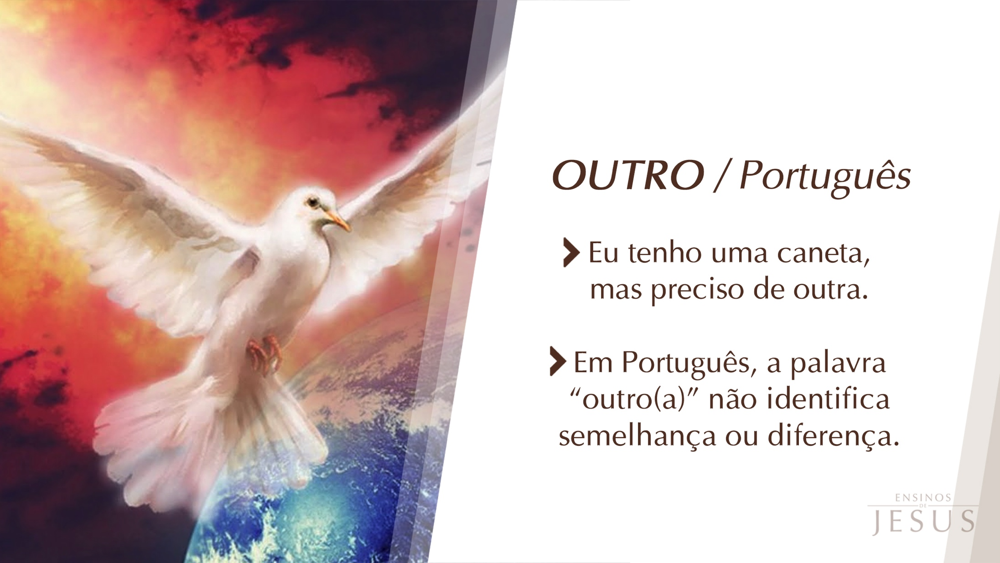 OUTRO / Português
Eu tenho uma caneta,
mas preciso de outra.
Em Português, a palavra
“outro(a)” não identifica
semelhança ou diferença.
ENSINOS
DE
JESUS